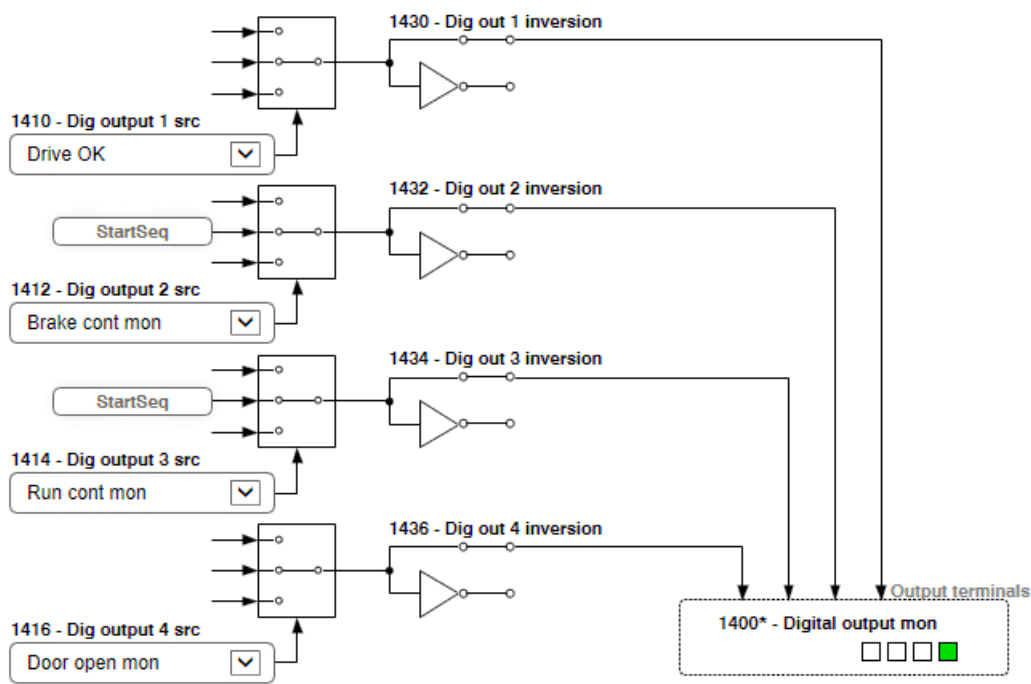 1430 - Dig out 1 inversion
1410 - Dig output 1 src
Drive OK
1432 - Dig out 2 inversion
StartSeq
1412 - Dig output 2 src
Brake cont mon
1434 - Dig out 3 inversion
StartSeq
1414 - Dig output 3 src
Run cont mon
1436 - Dig out 4 inversion
Output terminals
1400* - Digital output mon
1416 - Dig output 4 src
Door open mon